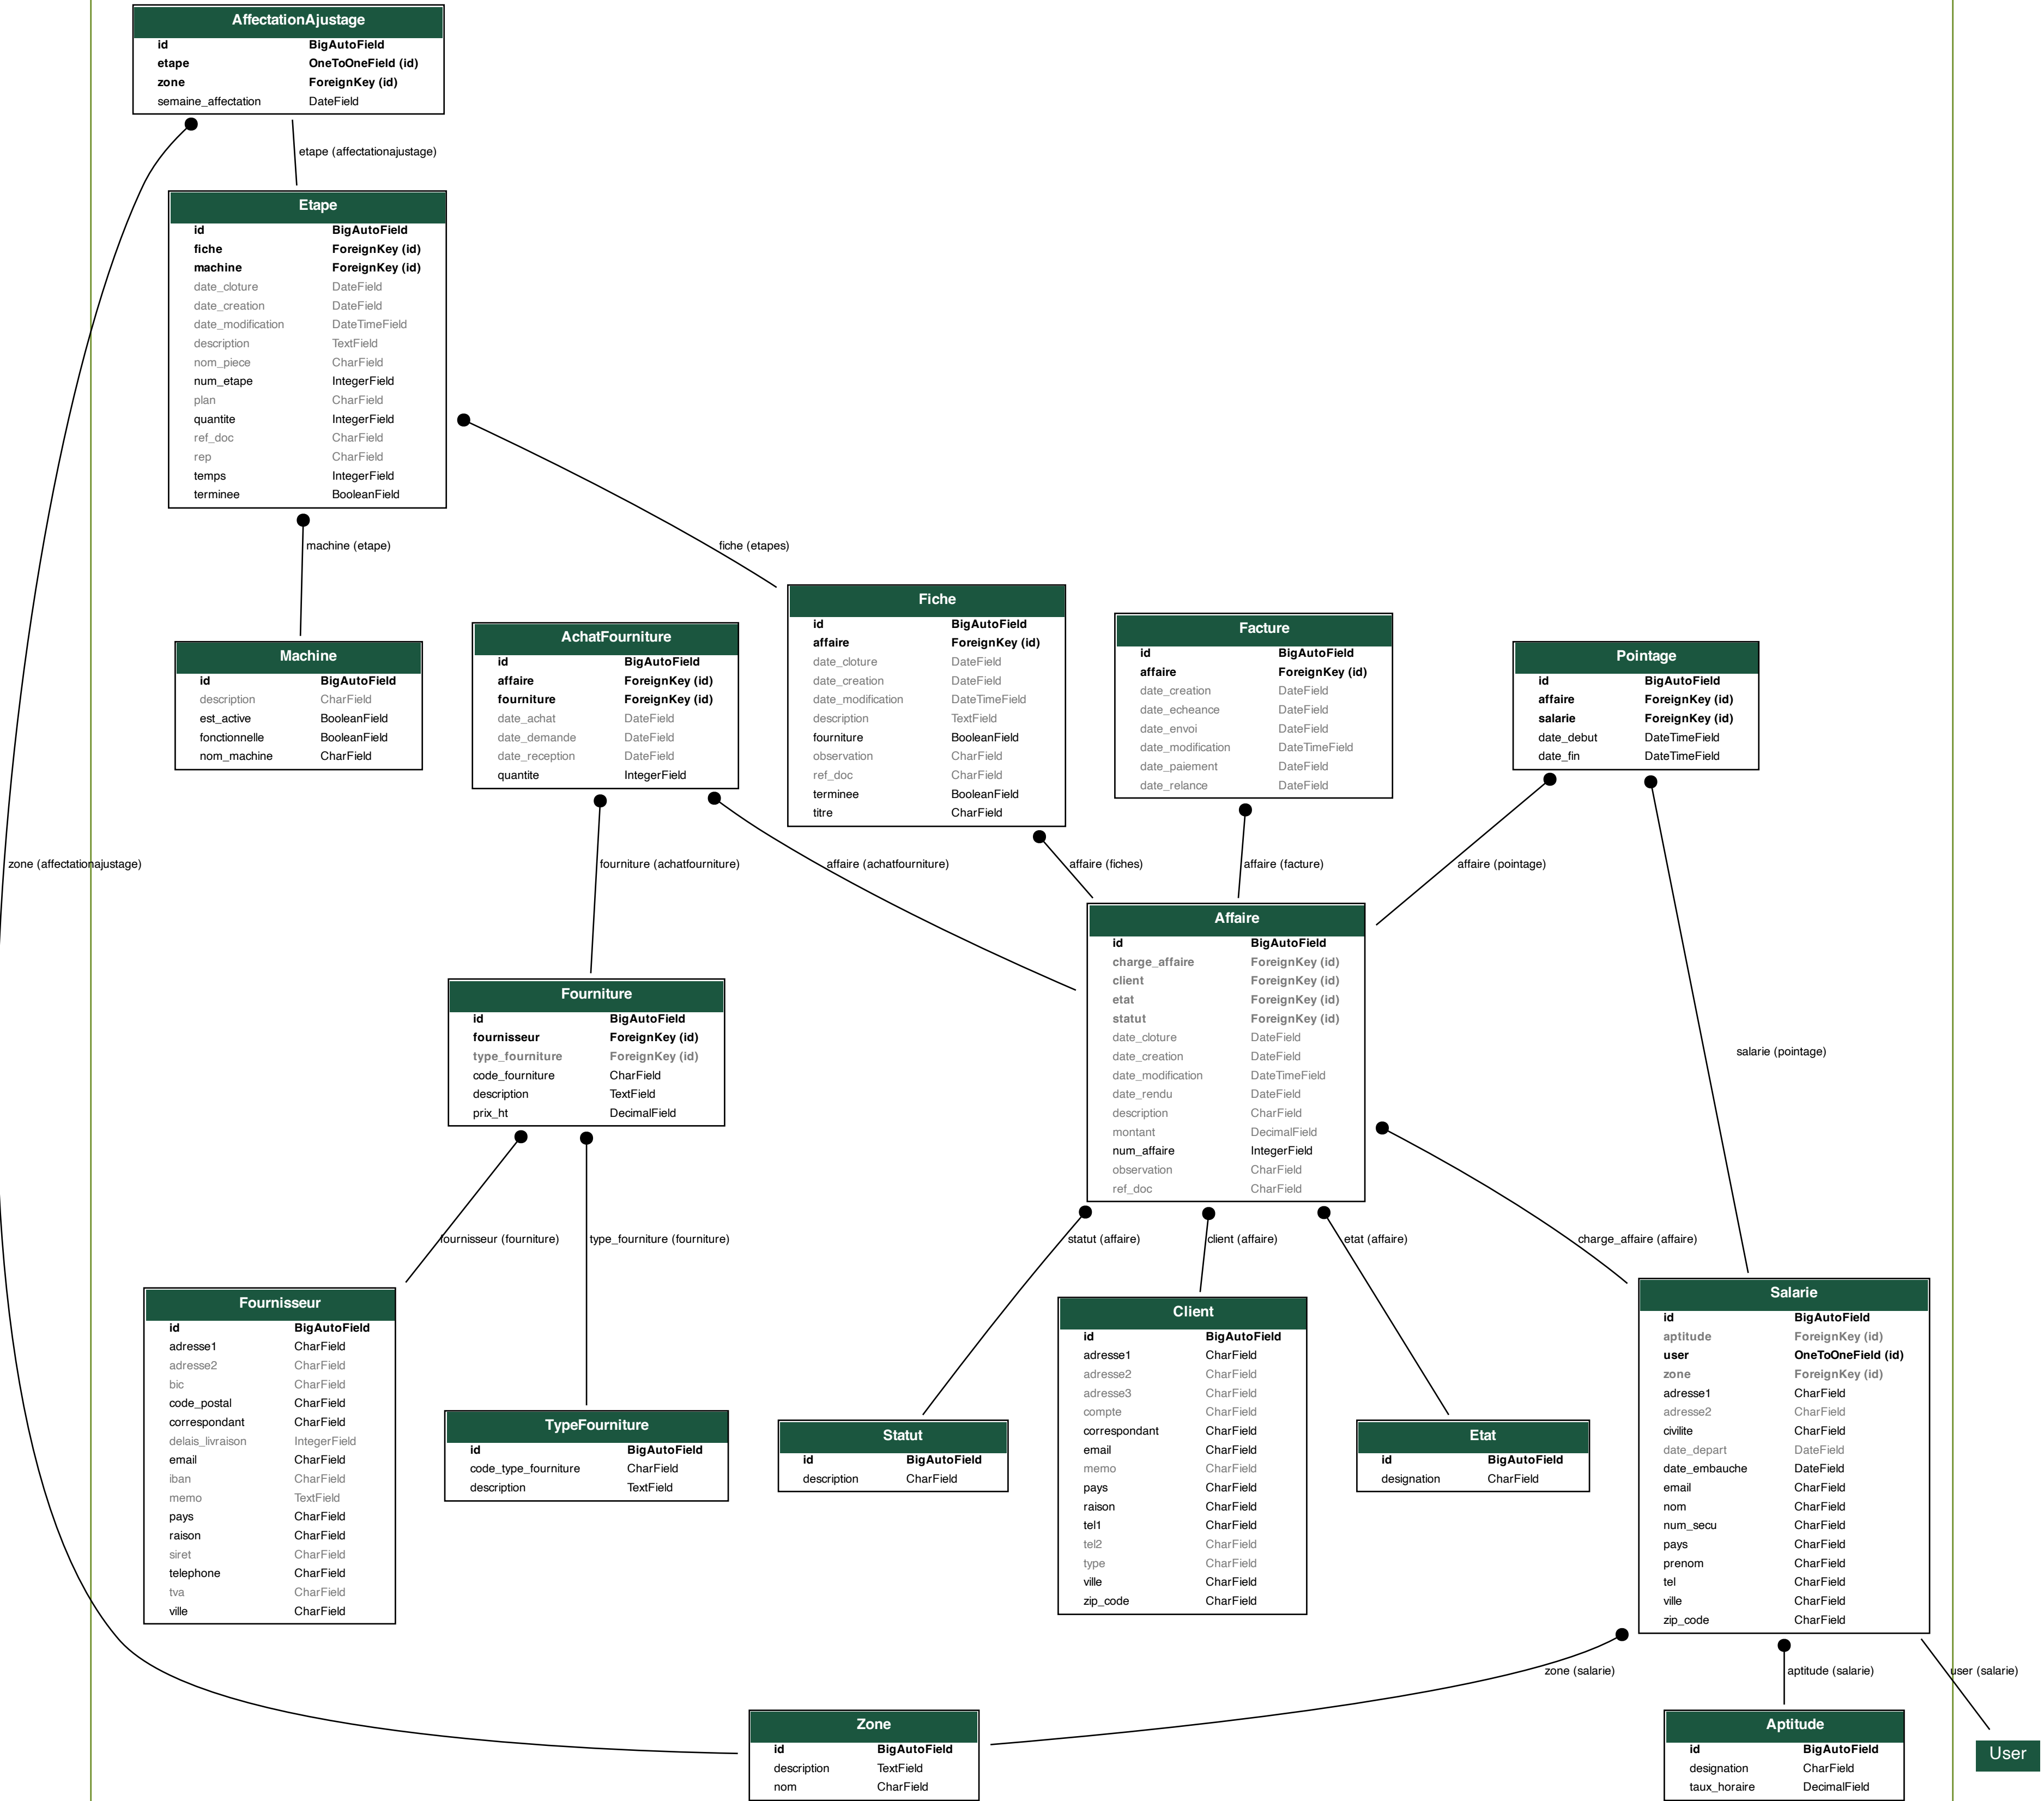 AffectationAjustage
id BigAutoField
etape OneToOneField (id)
zone ForeignKey (id)
semaine_affectation DateField
etape (affectationajustage)
Etape
id BigAutoField
fiche ForeignKey (id)
machine ForeignKey (id)
date_cloture DateField
date_creation DateField
date_modification DateTimeField
description TextField
nom_piece CharField
num_etape IntegerField
plan CharField
quantite IntegerField
ref_doc CharField
rep CharField
temps IntegerField
terminee BooleanField
machine (etape)
fiche (etapes)
Machine
id BigAutoField
description CharField
est_active BooleanField
fonctionnelle BooleanField
nom_machine CharField
AchatFourniture
id BigAutoField
affaire ForeignKey (id)
fourniture ForeignKey (id)
date_achat DateField
date_demande DateField
date_reception DateField
quantite IntegerField
Fiche
id BigAutoField
affaire ForeignKey (id)
date_cloture DateField
date_creation DateField
date_modification DateTimeField
description TextField
fourniture BooleanField
observation CharField
ref_doc CharField
terminee BooleanField
titre CharField
Facture
id BigAutoField
affaire ForeignKey (id)
date_creation DateField
date_echeance DateField
date_envoi DateField
date_modification DateTimeField
date_paiement DateField
date_relance DateField
Pointage
id BigAutoField
affaire ForeignKey (id)
salarie ForeignKey (id)
date_debut DateTimeField
date_fin DateTimeField
zone (affectationajustage)
fourniture (achatfourniture)
affaire (achatfourniture)
affaire (fiches)
affaire (facture)
affaire (pointage)
Affaire
id BigAutoField
charge_affaire ForeignKey (id)
client ForeignKey (id)
etat ForeignKey (id)
statut ForeignKey (id)
date_cloture DateField
date_creation DateField
date_modification DateTimeField
date_rendu DateField
description CharField
montant DecimalField
num_affaire IntegerField
observation CharField
ref_doc CharField
Fourniture
id BigAutoField
fournisseur ForeignKey (id)
type_fourniture ForeignKey (id)
code_fourniture CharField
description TextField
prix_ht DecimalField
salarie (pointage)
fournisseur (fourniture)
type_fourniture (fourniture)
statut (affaire)
client (affaire)
etat (affaire)
charge_affaire (affaire)
Fournisseur
id BigAutoField
adresse1 CharField
adresse2 CharField
bic CharField
code_postal CharField
correspondant CharField
delais_livraison IntegerField
email CharField
iban CharField
memo TextField
pays CharField
raison CharField
siret CharField
telephone CharField
tva CharField
ville CharField
TypeFourniture
id BigAutoField
code_type_fourniture CharField
description TextField
Statut
id BigAutoField
description CharField
Client
id BigAutoField
adresse1 CharField
adresse2 CharField
adresse3 CharField
compte CharField
correspondant CharField
email CharField
memo CharField
pays CharField
raison CharField
tel1 CharField
tel2 CharField
type CharField
ville CharField
zip_code CharField
Etat
id BigAutoField
designation CharField
Salarie
id BigAutoField
aptitude ForeignKey (id)
user OneToOneField (id)
zone ForeignKey (id)
adresse1 CharField
adresse2 CharField
civilite CharField
date_depart DateField
date_embauche DateField
email CharField
nom CharField
num_secu CharField
pays CharField
prenom CharField
tel CharField
ville CharField
zip_code CharField
zone (salarie)
aptitude (salarie)
user (salarie)
Zone
id BigAutoField
description TextField
nom CharField
Aptitude
id BigAutoField
designation CharField
taux_horaire DecimalField
User